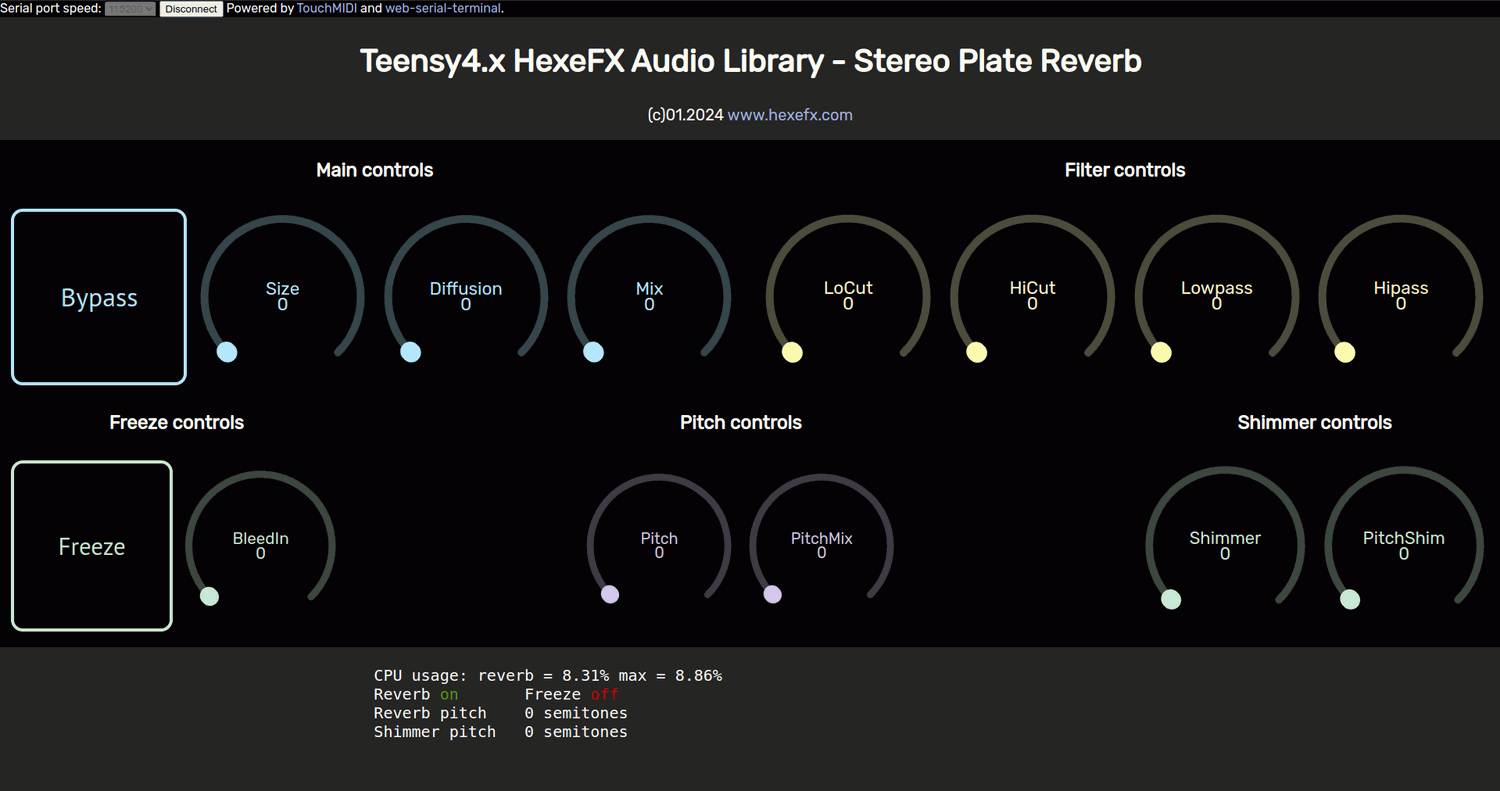 Serial port speed: 115200 Disconnect Powered by TouchMIDI and web-serial-terminal.
Teensy4.x HexeFX Audio Library - Stereo Plate Reverb
(c)01.2024 www.hexefx.com
Main controls
Filter controls
Bypass
Size
0
Diffusion
0
Mix
0
LoCut
0
HiCut
0
Lowpass
0
Hipass
0
Freeze controls
Pitch controls
Shimmer controls
Freeze
BleedIn
0
Pitch
0
PitchMix
0
Shimmer
0
PitchShim
0
CPU usage: reverb = 8.31% max = 8.86%
Reverb on Freeze off
Reverb pitch 0 semitones
Shimmer pitch 0 semitones